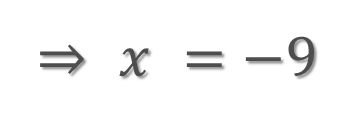 ⇒ x = −9